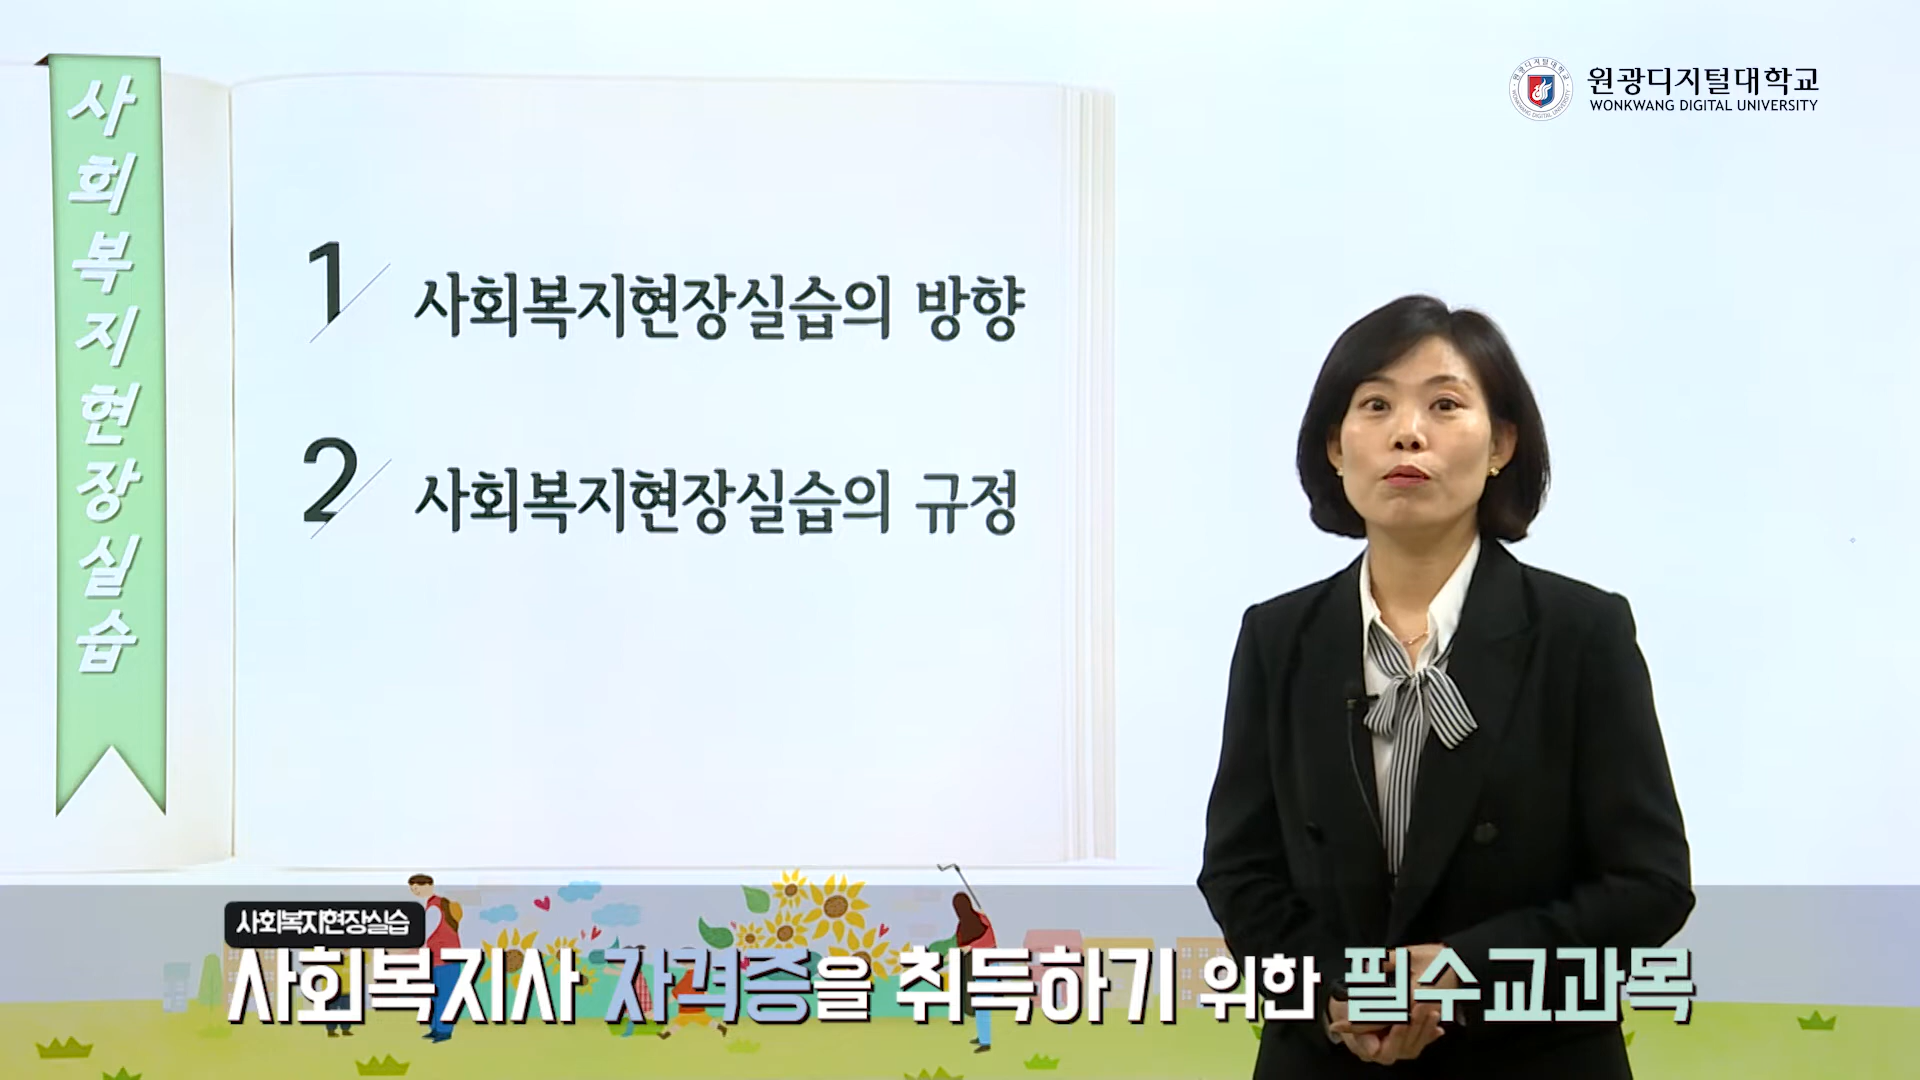 사회복지현장실습
원광디지털대학교
WONKWANG DIGITAL UNIVERSITY
1 사회복지현장실습의 방향
2 사회복지현장실습의 규정
사회복지현장실습
사회복지사 자격증을 취득하기 위한 필수교과목